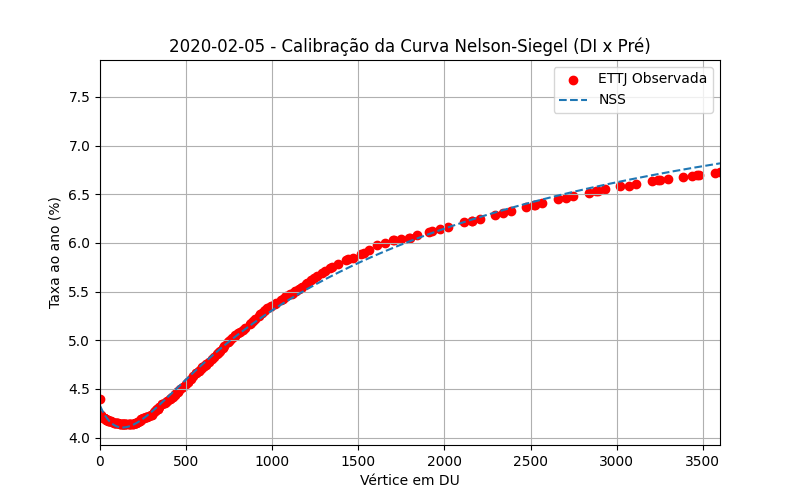 2020-02-05 - Calibração da Curva Nelson-Siegel (DI x Pré)
ETTJ Observada
NSS
Taxa ao ano (%)
7.5
7.0
6.5
6.0
5.5
5.0
4.5
4.0
0 500 1000 1500 2000 2500 3000 3500
Vértice em DU